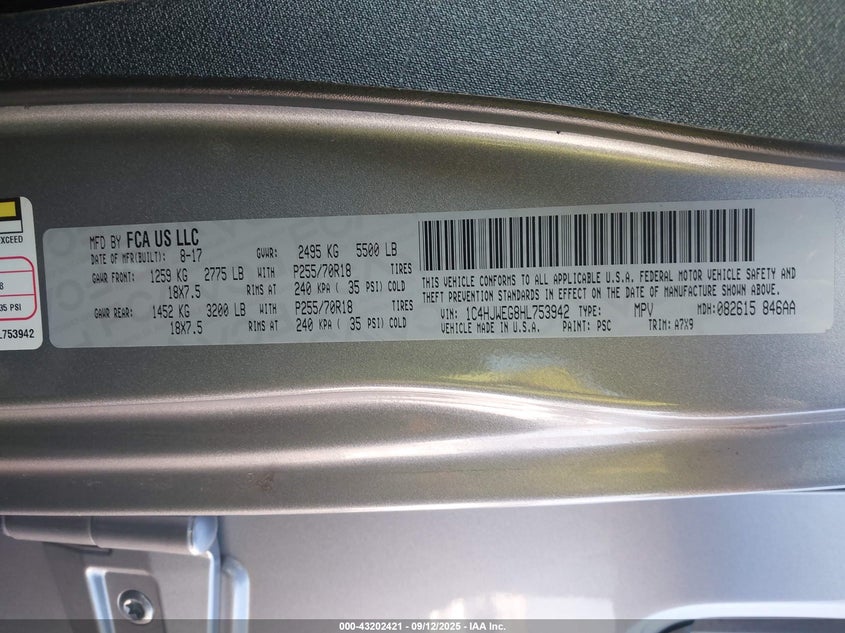 EXCEED
8
35 PSI
L753942
MFD BY FCA US LLC
DATE OF MFR(BUILT): 8-17 GVWR: 2495 KG 5500 LB
GAWR FRONT: 1259 KG 2775 LB WITH P255/70R18 TIRES
18X7.5 RIMS AT 240 KPA ( 35 PSI) COLD
GAWR REAR: 1452 KG 3200 LB WITH P255/70R18 TIRES
18X7.5 RIMS AT 240 KPA ( 35 PSI) COLD
THIS VEHICLE CONFORMS TO ALL APPLICABLE U.S.A. FEDERAL MOTOR VEHICLE SAFETY AND
THEFT PREVENTION STANDARDS IN EFFECT ON THE DATE OF MANUFACTURE SHOWN ABOVE.
VIN: 1C4HJWEG8HL753942 TYPE: MPV MDH: 082615 846AA
VEHICLE MADE IN U.S.A. PAINT: PSC TRIM: A7X9
000-43202421 - 09/12/2025 - IAA Inc.